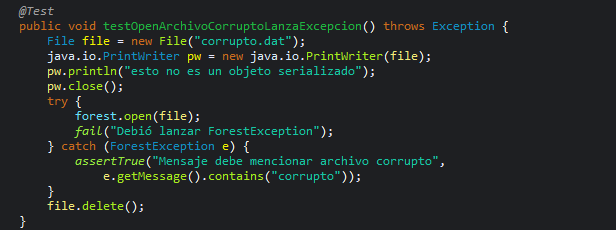 @Test
public void testOpenArchivoCorruptoLanzaExcepcion() throws Exception {
    File file = new File("corrupto.dat");
    java.io.PrintWriter pw = new java.io.PrintWriter(file);
    pw.println("esto no es un objeto serializado");
    pw.close();
    try {
        forest.open(file);
        fail("Debió lanzar ForestException");
    } catch (ForestException e) {
        assertTrue("Mensaje debe mencionar archivo corrupto",
            e.getMessage().contains("corrupto"));
    }
    file.delete();
}